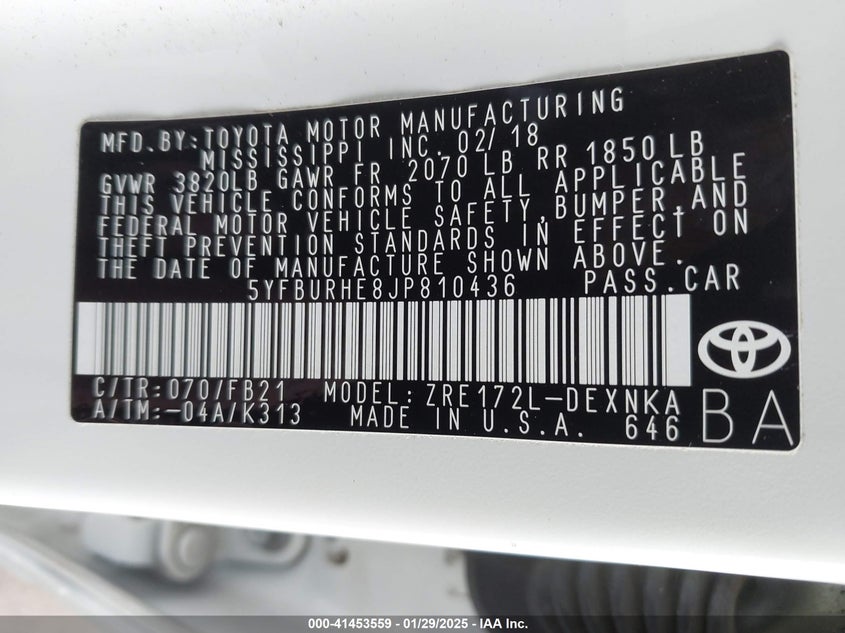 MFD.BY:TOYOTA MOTOR MANUFACTURING
MISSISSIPPI INC. 02/18
GVWR 3820LB GAWR FR 2070 LB RR 1850LB
THIS VEHICLE CONFORMS TO ALL APPLICABLE
FEDERAL MOTOR VEHICLE SAFETY,BUMPER,AND
THEFT PREVENTION STANDARDS IN EFFECT ON
THE DATE OF MANUFACTURE SHOWN ABOVE.
5YFBURHE8JP810436 PASS.CAR
C/TR:070/FB21 MODEL:ZRE172L-DEXNKA
A/TM:-04A/K313 MADE IN U.S.A. 646 BA
000-41453559 | 01/29/2025 | IAA Inc.